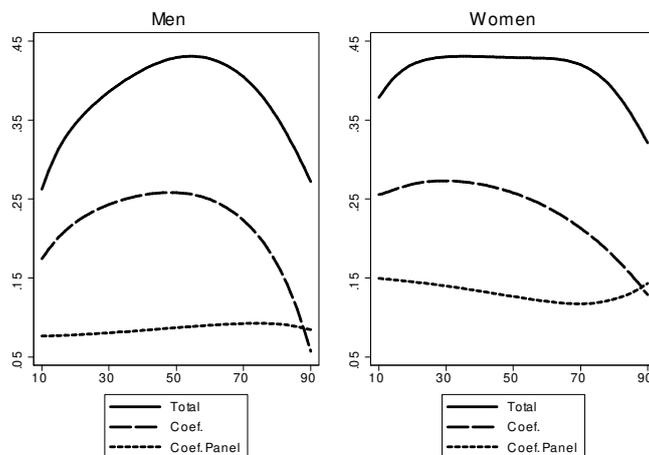 Men
.45
.35
.25
.15
.05
10 30 50 70 90
Total
Coef.
Coef.Panel
Women
.45
.35
.25
.15
.05
10 30 50 70 90
Total
Coef.
Coef.Panel